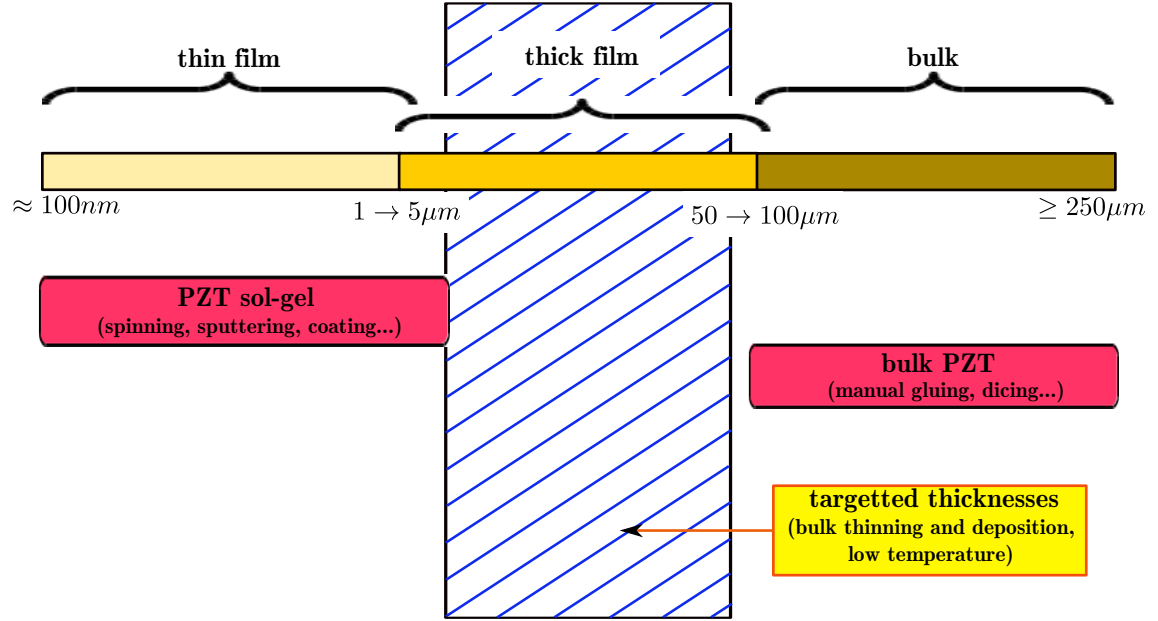 thin film
thick film
bulk
≈ 100nm
1 → 5μm
50 → 100μm
≥ 250μm
PZT sol-gel
(spinning, sputtering, coating...)
bulk PZT
(manual gluing, dicing...)
targetted thicknesses
(bulk thinning and deposition,
low temperature)